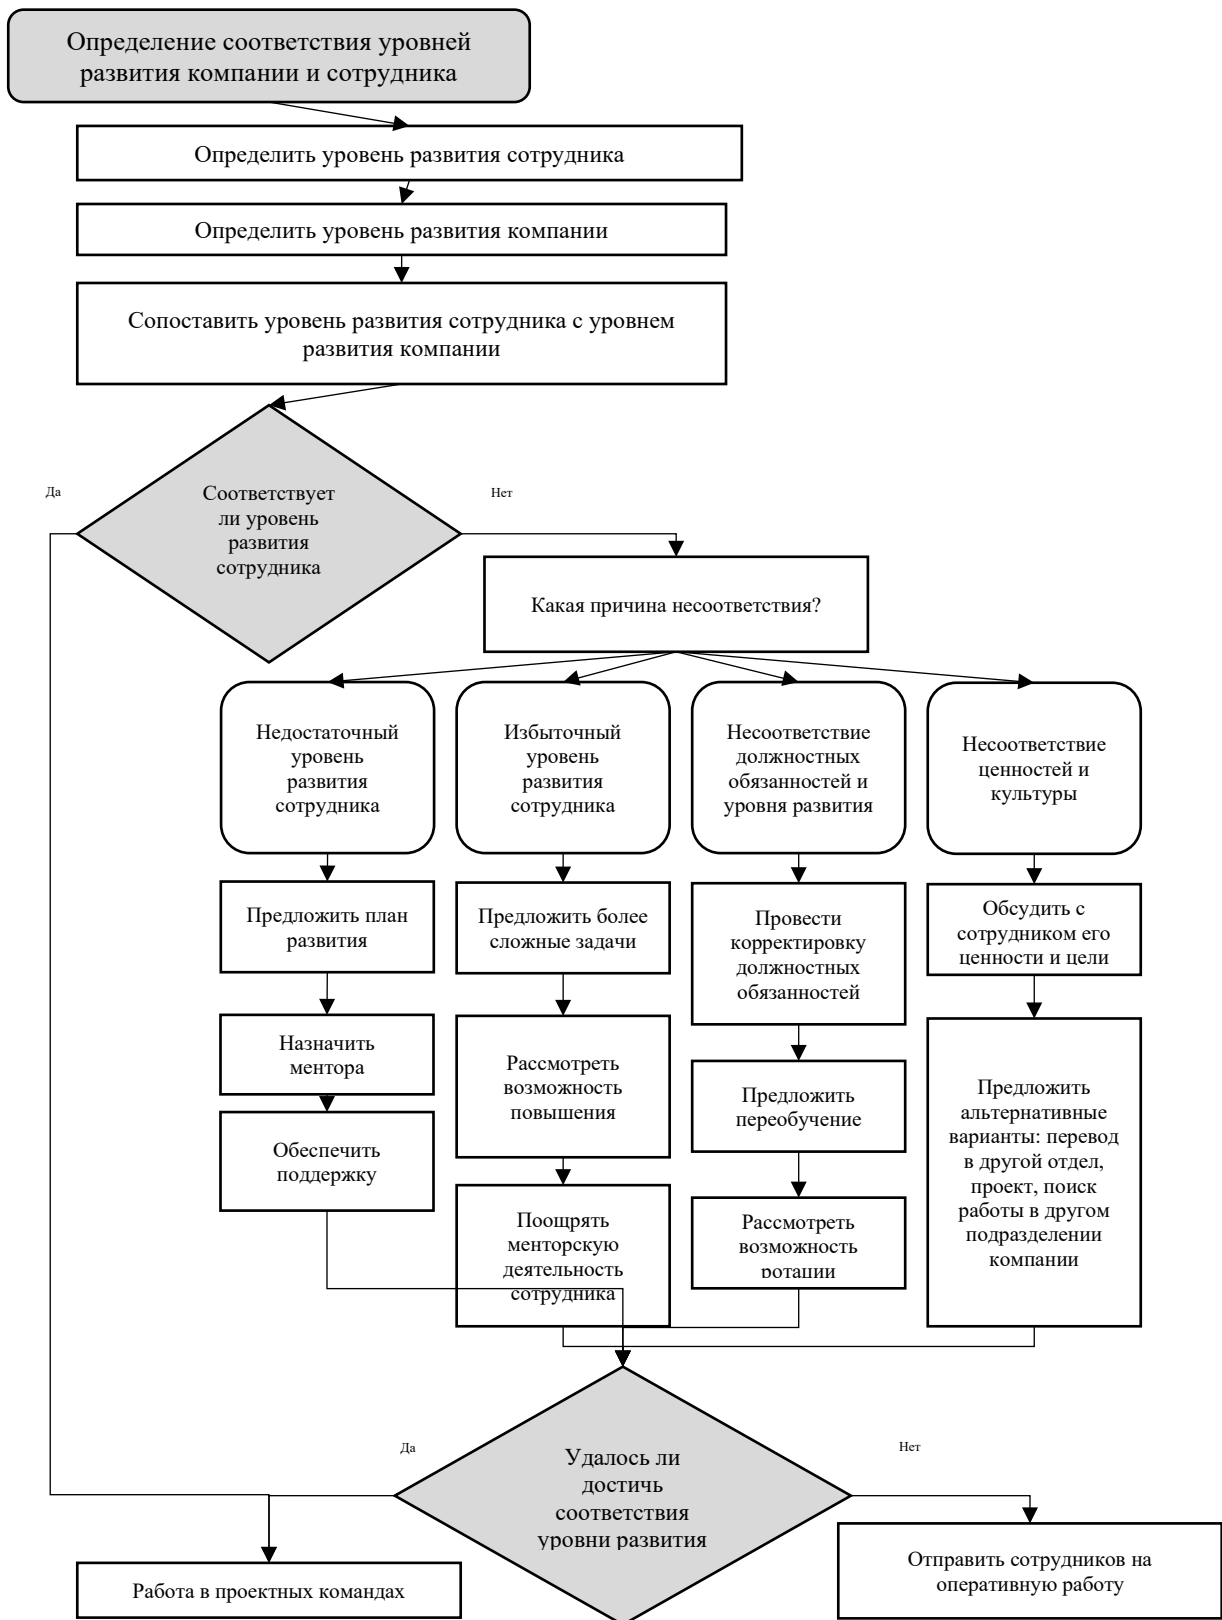 Определение соответствия уровней
развития компании и сотрудника
Определить уровень развития сотрудника
Определить уровень развития компании
Сопоставить уровень развития сотрудника с уровнем
развития компании
Да
Соответствует
ли уровень
развития
сотрудника
Нет
Какая причина несоответствия?
Недостаточный
уровень
развития
сотрудника
Избыточный
уровень
развития
сотрудника
Несоответствие
должностных
обязанностей и
уровня развития
Несоответствие
ценностей и
культуры
Предложить план
развития
Предложить более
сложные задачи
Провести
корректировку
должностных
обязанностей
Обсудить с
сотрудником его
ценности и цели
Назначить
ментора
Рассмотреть
возможность
повышения
Предложить
переобучение
Предложить
альтернативные
варианты: перевод
в другой отдел,
проект, поиск
работы в другом
подразделении
компании
Обеспечить
поддержку
Поощрять
менторскую
деятельность
сотрудника
Рассмотреть
возможность
ротации
Да
Удалось ли
достичь
соответствия
уровни развития
Нет
Работа в проектных командах
Отправить сотрудников на
оперативную работу